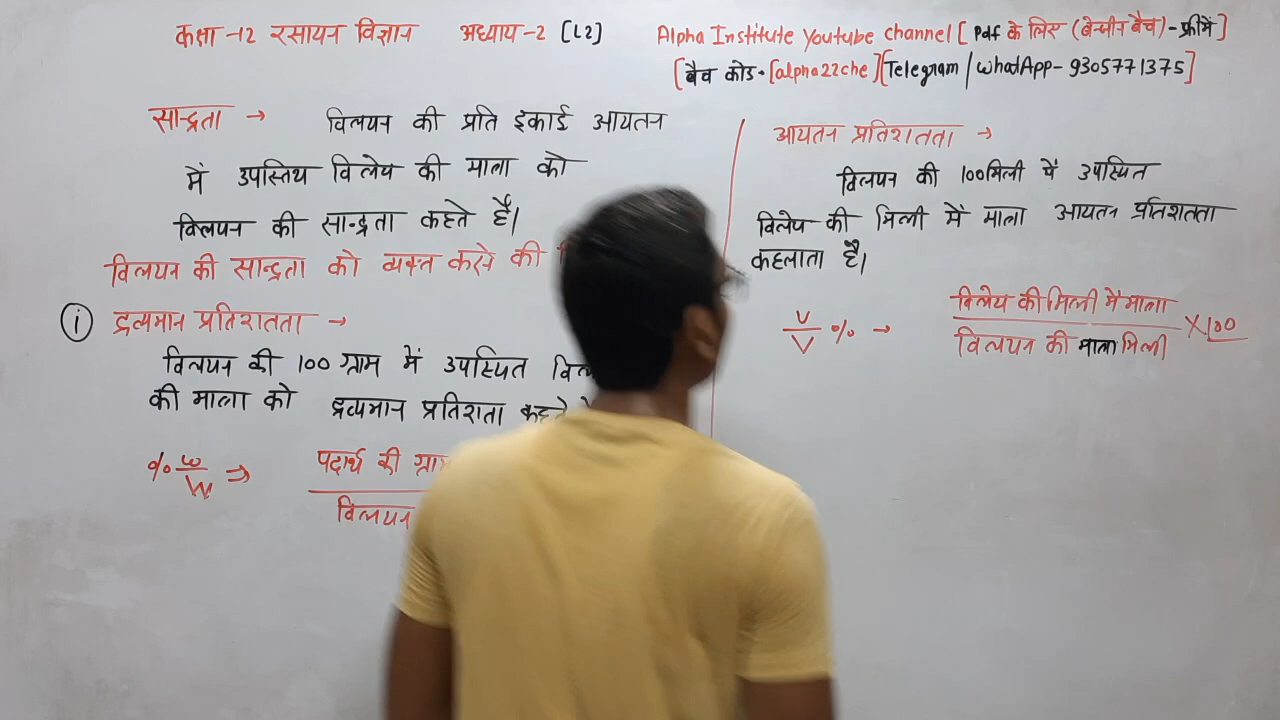 कक्षा -12 रसायन विज्ञान अध्याय-2 [L2]
Alpha Institute Youtube channel [ Pdf के लिए (बेन्जीन बैच) - फ्री में ]
[ बैच कोड - [alpha22che] [Telegram / WhatApp - 9305771375]
सान्द्रता →
विलयन की प्रति इकाई आयतन
में उपस्तिथ विलेय की मात्रा को
विलयन की सान्द्रता कहते है।
विलयन की सान्द्रता को व्यक्त करने की
(i) द्रव्यमान प्रतिशतता →
विलयन की 100 ग्राम में उपस्थित
की मात्रा को द्रव्यमान प्रतिशता कहते
% w/W ⇒
पदार्थ की
विलयन
आयतन प्रतिशतता →
विलयन की 100मिली में उपस्थित
विलेय की मिली में मात्रा आयतन प्रतिशतता
कहलाता है।
v/V % →
विलेय की मिली में मात्रा
विलयन की मात्रा मिली
×100